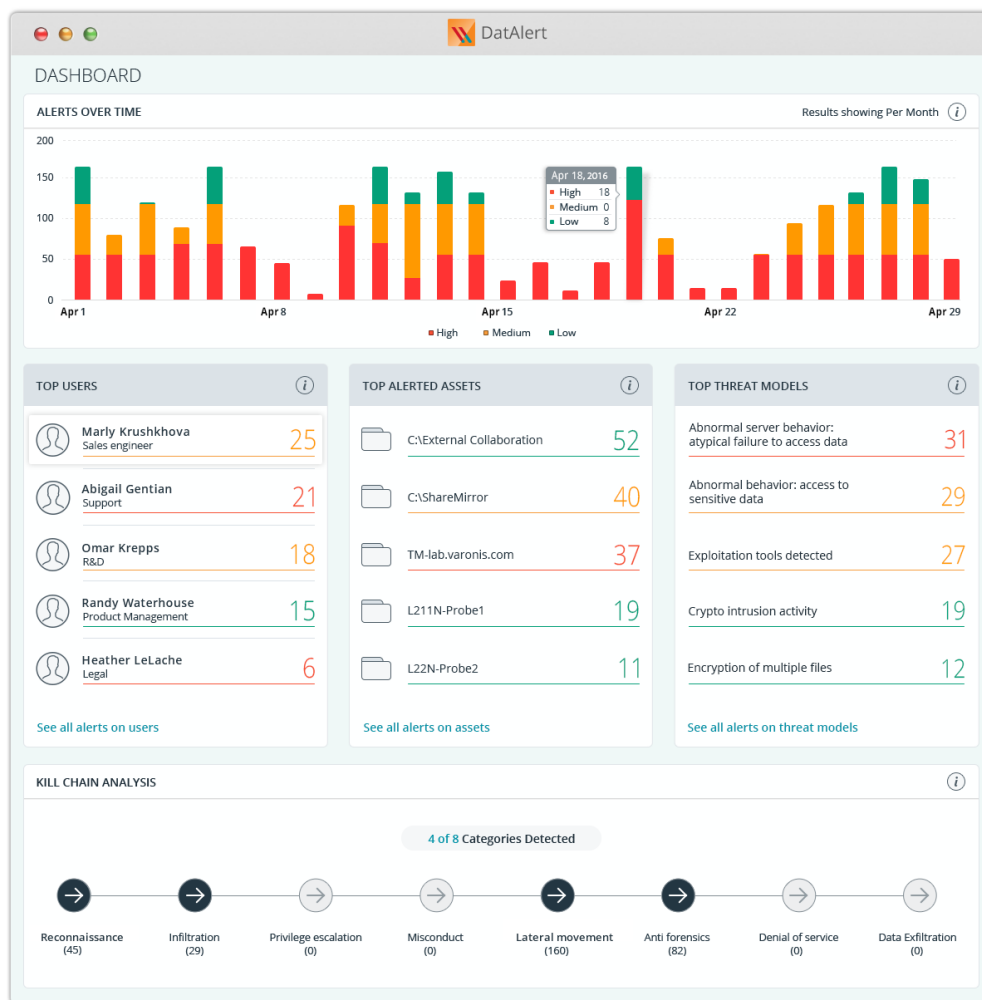 DatAlert
DASHBOARD
ALERTS OVER TIME
Results showing Per Month
i
200
150
100
50
0
Apr 18, 2016
High 18
Medium 0
Low 8
Apr 1
Apr 8
Apr 15
Apr 22
Apr 29
High Medium Low
TOP USERS
i
Marly Krushkhova
Sales engineer
25
Abigail Gentian
Support
21
Omar Krepps
R&D
18
Randy Waterhouse
Product Management
15
Heather LeLache
Legal
6
See all alerts on users
TOP ALERTED ASSETS
i
C:\External Collaboration
52
C:\ShareMirror
40
TM-lab.varonis.com
37
L211N-Probe1
19
L22N-Probe2
11
See all alerts on assets
TOP THREAT MODELS
i
Abnormal server behavior:
atypical failure to access data
31
Abnormal behavior: access to
sensitive data
29
Exploitation tools detected
27
Crypto intrusion activity
19
Encryption of multiple files
12
See all alerts on threat models
KILL CHAIN ANALYSIS
i
4 of 8 Categories Detected
Reconnaissance
(45)
Infiltration
(29)
Privilege escalation
(0)
Misconduct
(0)
Lateral movement
(160)
Anti forensics
(82)
Denial of service
(0)
Data Exfiltration
(0)